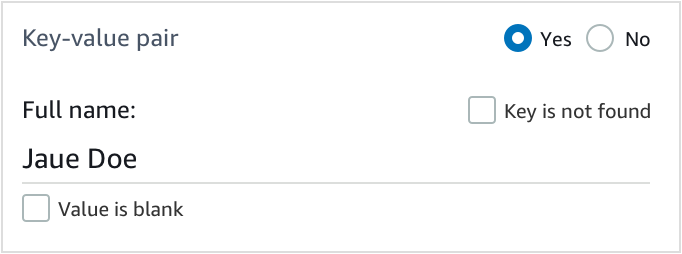 Key-value pair Yes No
Full name: Key is not found
Jaue Doe
Value is blank